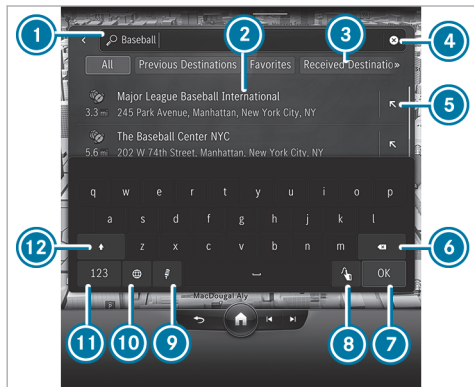 1
2
3
4
Baseball
All Previous Destinations Favorites Received Destinatio»
Major League Baseball International
3.3 mi 245 Park Avenue, Manhattan, New York City, NY
5
The Baseball Center NYC
5.6 mi 202 W 74th Street, Manhattan, New York City, NY
q w e r t y u i o p
a s d f g h j k l
12
z x c v b n m
6
123 OK
MacDougal Aly
11
10
9
8
7